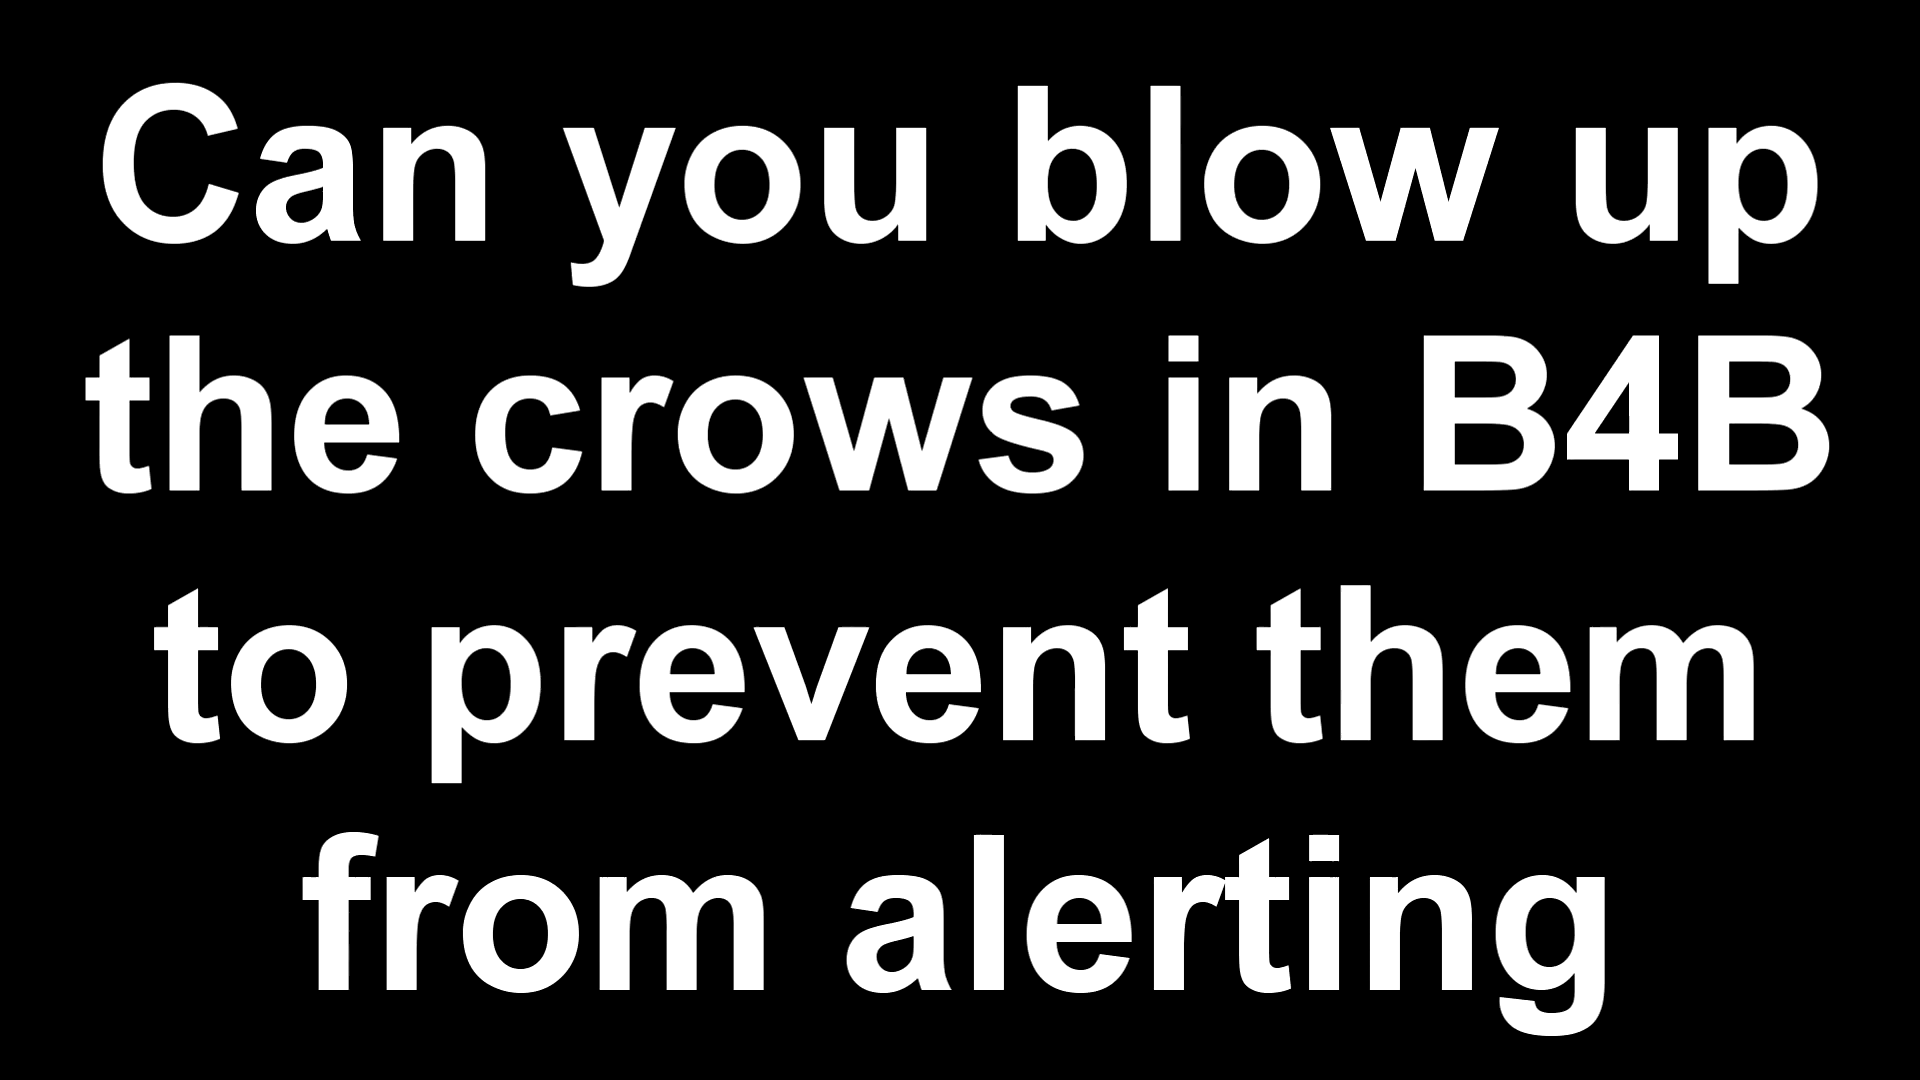 Can you blow up
the crows in B4B
to prevent them
from alerting